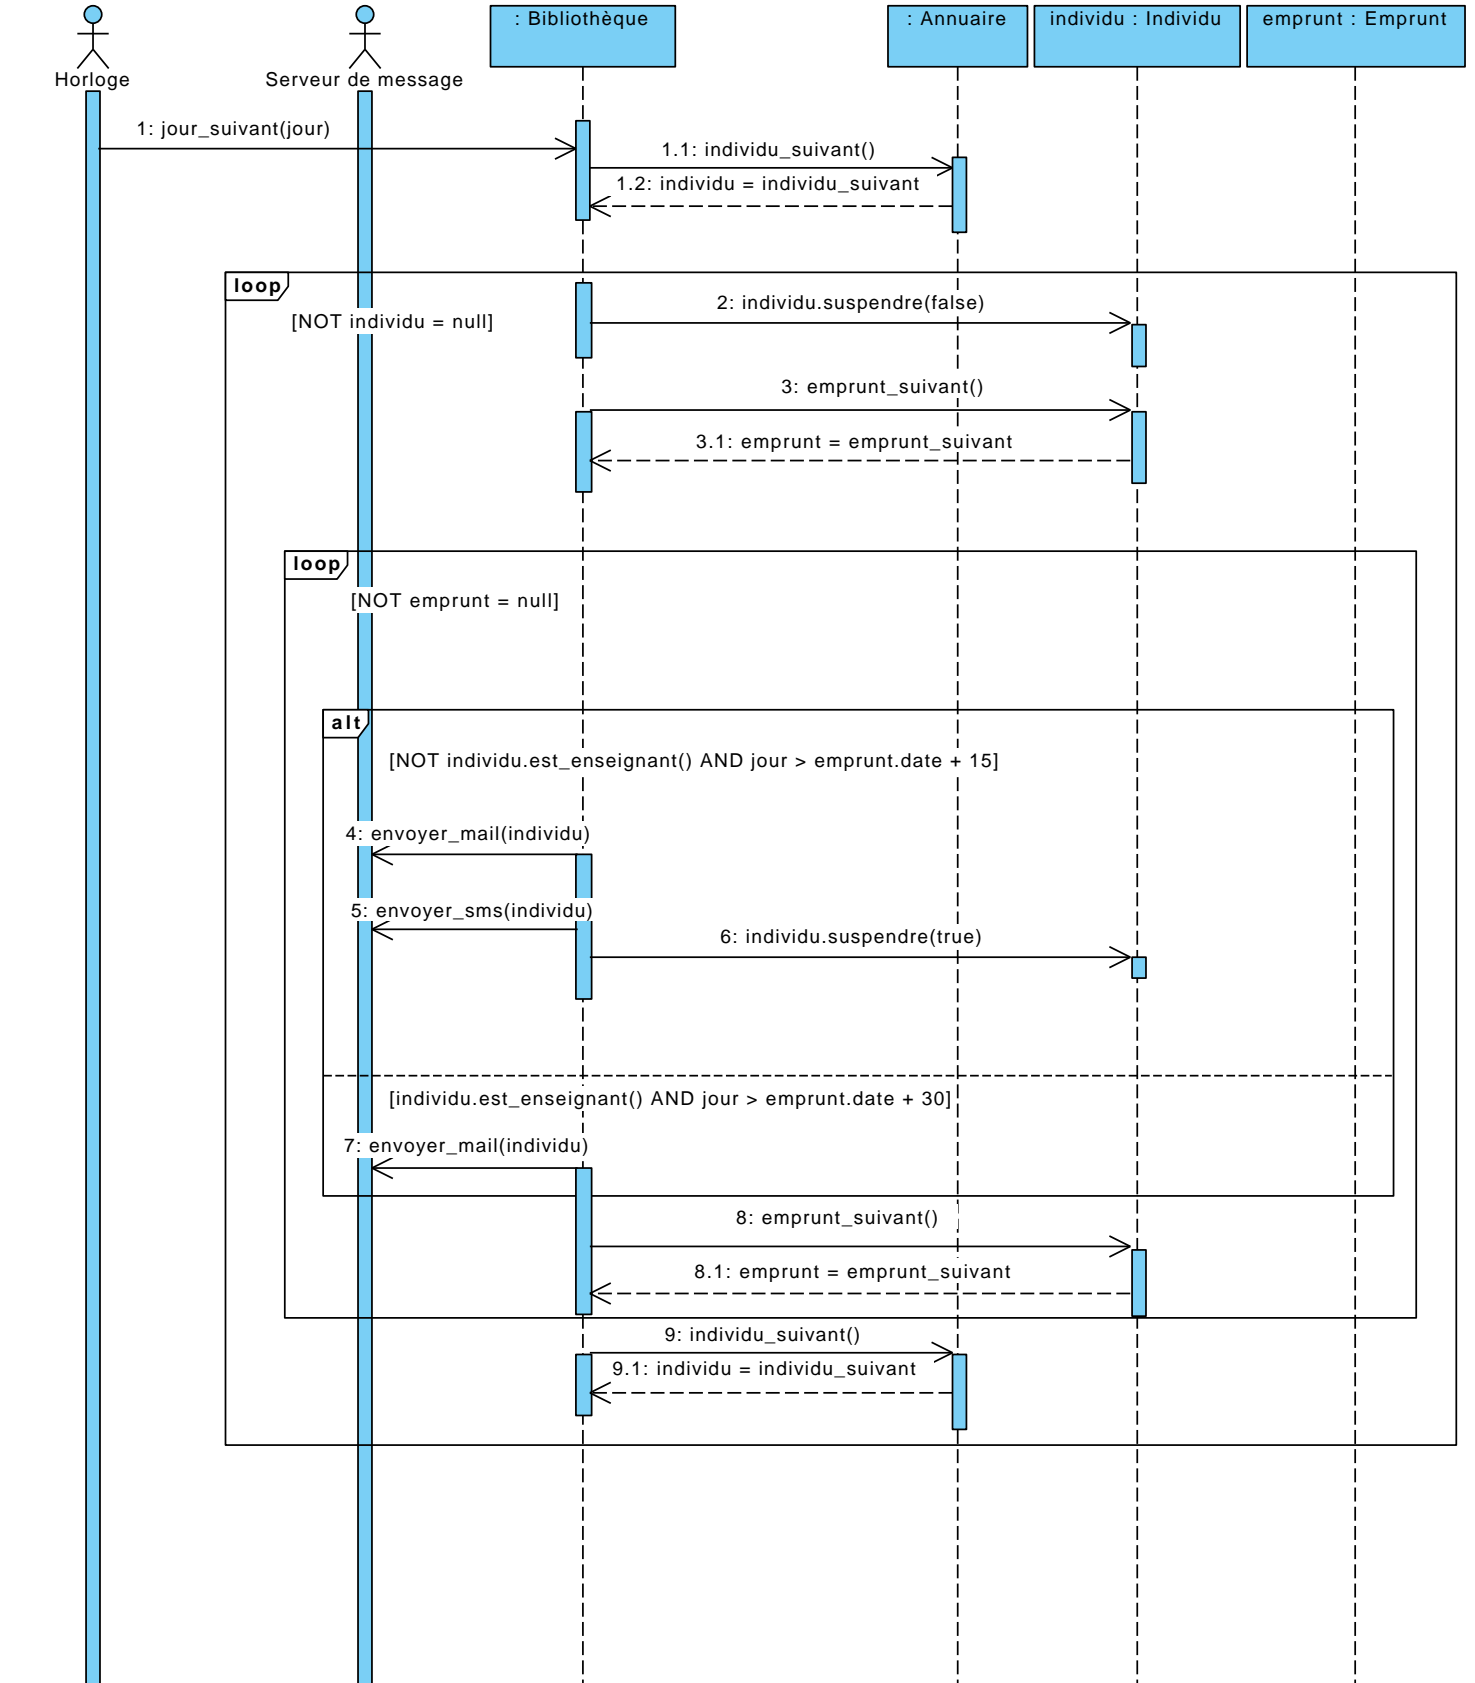 Horloge
Serveur de message
: Bibliothèque
: Annuaire
individu : Individu
emprunt : Emprunt
1: jour_suivant(jour)
1.1: individu_suivant()
1.2: individu = individu_suivant
loop
[NOT individu = null]
2: individu.suspendre(false)
3: emprunt_suivant()
3.1: emprunt = emprunt_suivant
loop
[NOT emprunt = null]
alt
[NOT individu.est_enseignant() AND jour > emprunt.date + 15]
4: envoyer_mail(individu)
5: envoyer_sms(individu)
6: individu.suspendre(true)
[individu.est_enseignant() AND jour > emprunt.date + 30]
7: envoyer_mail(individu)
8: emprunt_suivant()
8.1: emprunt = emprunt_suivant
9: individu_suivant()
9.1: individu = individu_suivant